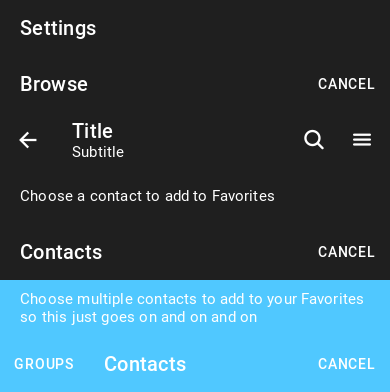 Settings
Browse CANCEL
Title
Subtitle
Choose a contact to add to Favorites
Contacts CANCEL
Choose multiple contacts to add to your Favorites
so this just goes on and on and on
GROUPS Contacts CANCEL